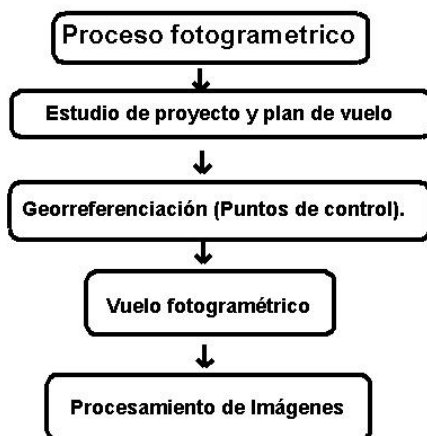 Proceso fotogrametrico
Estudio de proyecto y plan de vuelo
Georreferenciación (Puntos de control).
Vuelo fotogramétrico
Procesamiento de Imágenes